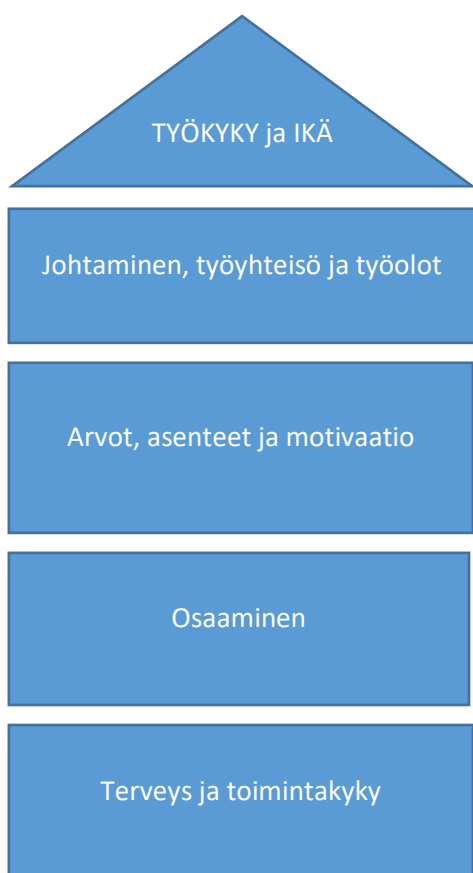 TYÖKYKY ja IKÄ
Johtaminen, työyhteisö ja työolot
Arvot, asenteet ja motivaatio
Osaaminen
Terveys ja toimintakyky